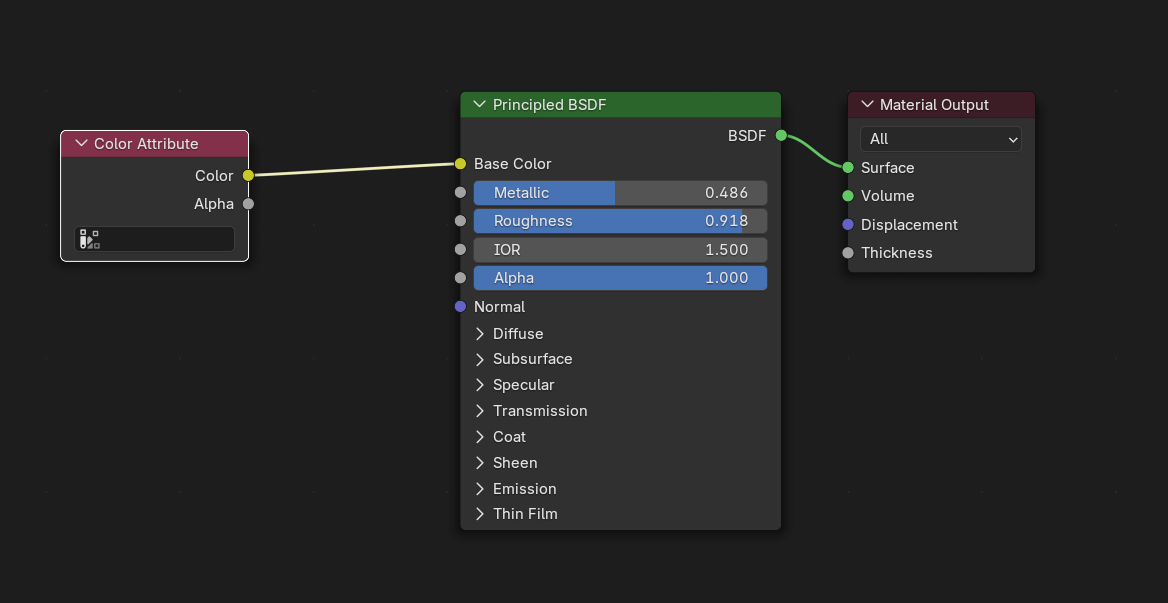 Color Attribute
Color
Alpha
Principled BSDF
BSDF
Base Color
Metallic 0.486
Roughness 0.918
IOR 1.500
Alpha 1.000
Normal
Diffuse
Subsurface
Specular
Transmission
Coat
Sheen
Emission
Thin Film
Material Output
All
Surface
Volume
Displacement
Thickness